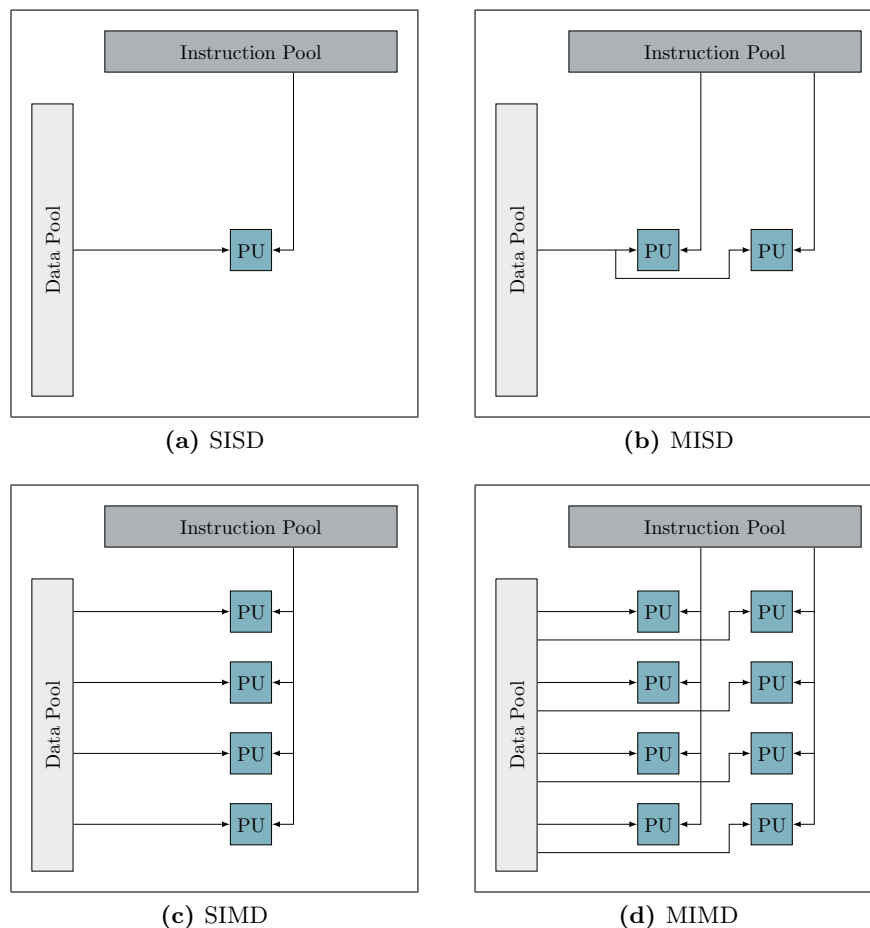 Instruction Pool
Data Pool
PU
(a) SISD
Instruction Pool
Data Pool
PU PU
(b) MISD
Instruction Pool
Data Pool
PU
PU
PU
PU
(c) SIMD
Instruction Pool
Data Pool
PU PU
PU PU
PU PU
PU PU
(d) MIMD